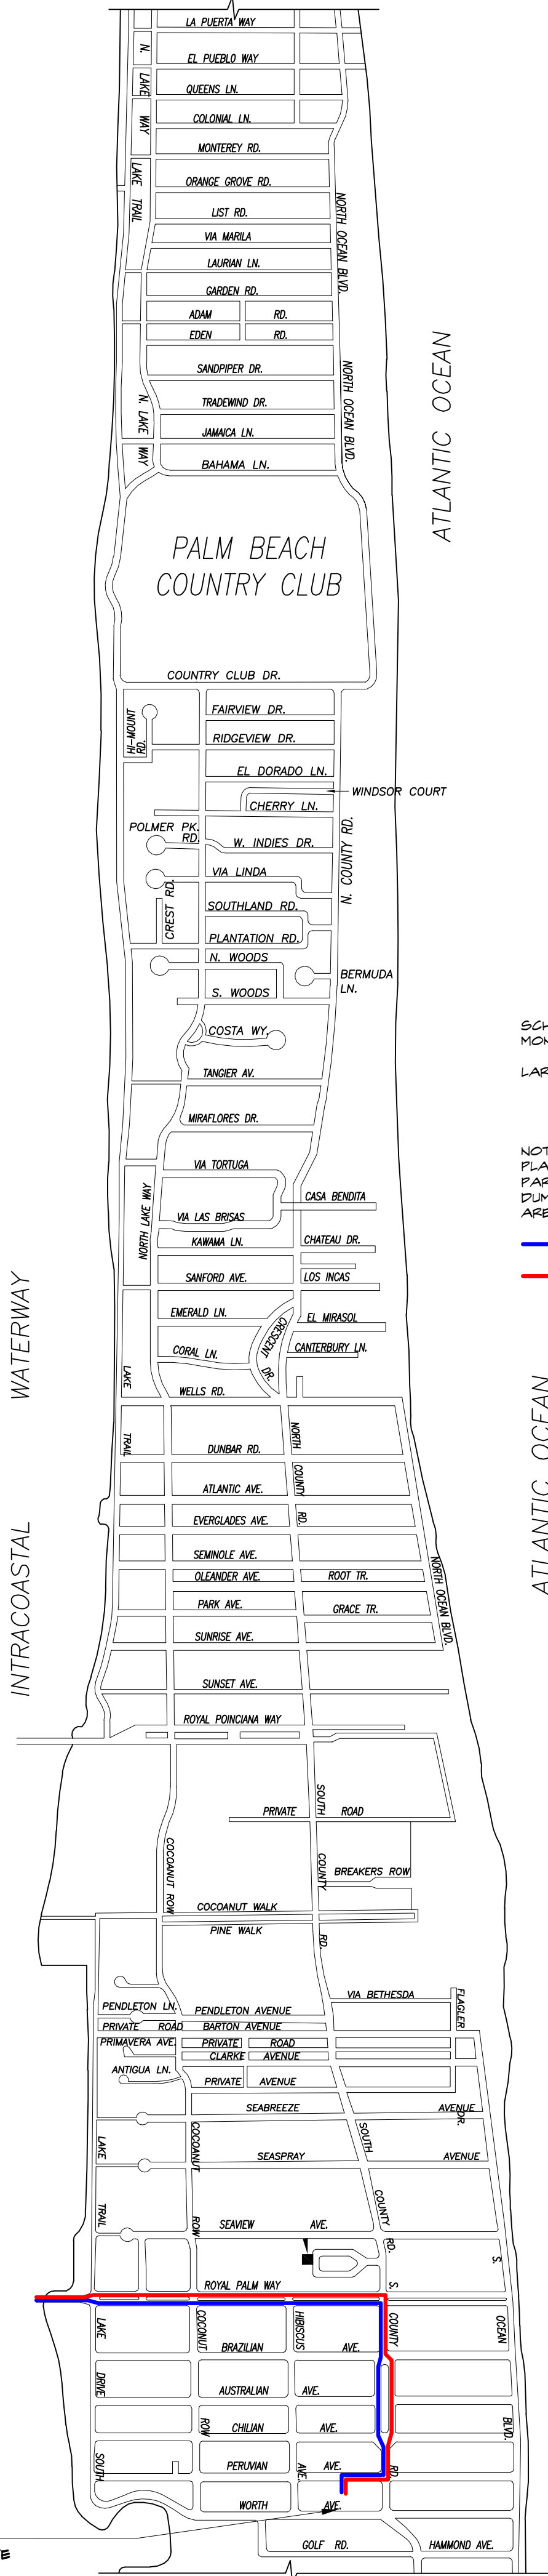 LA PUERTA WAY
N. LAKE WAY
EL PUEBLO WAY
QUEENS LN.
COLONIAL LN.
MONTEREY RD.
LAKE TRAIL
ORANGE GROVE RD.
NORTH OCEAN BLVD.
LIST RD.
VIA MARILA
LAURIAN LN.
GARDEN RD.
ADAM RD.
EDEN RD.
ATLANTIC OCEAN
SANDPIPER DR.
NORTH OCEAN BLVD.
N. LAKE WAY
TRADEWIND DR.
JAMAICA LN.
BAHAMA LN.
PALM BEACH
COUNTRY CLUB
COUNTRY CLUB DR.
HI-MOUNT
RD.
FAIRVIEW DR.
RIDGEVIEW DR.
EL DORADO LN.
WINDSOR COURT
CHERRY LN.
N. COUNTY RD.
POLMER PK.
RD.
W. INDIES DR.
VIA LINDA
CREST RD.
SOUTHLAND RD.
PLANTATION RD.
N. WOODS
BERMUDA
LN.
S. WOODS
SCH
MON
COSTA WY.
LAR
TANGIER AV.
MIRAFLORES DR.
NOT
PLA
PAR
DUM
ARE
VIA TORTUGA
NORTH LAKE WAY
CASA BENDITA
VIA LAS BRISAS
KAWAMA LN.
CHATEAU DR.
SANFORD AVE.
LOS INCAS
INTRACOASTAL WATERWAY
EMERALD LN.
EL MIRASOL
CRESCENT DR.
CORAL LN.
CANTERBURY LN.
LAKE TRAIL
WELLS RD.
ATLANTIC OCEAN
NORTH COUNTY RD.
DUNBAR RD.
ATLANTIC AVE.
EVERGLADES AVE.
SEMINOLE AVE.
NORTH OCEAN BLVD.
OLEANDER AVE.
ROOT TR.
PARK AVE.
GRACE TR.
SUNRISE AVE.
SUNSET AVE.
ROYAL POINCIANA WAY
SOUTH COUNTY RD.
PRIVATE ROAD
COCOANUT ROW
BREAKERS ROW
COCOANUT WALK
PINE WALK
VIA BETHESDA
FLAGLER DR.
PENDLETON LN.
PENDLETON AVENUE
PRIVATE ROAD
BARTON AVENUE
PRIMAVERA AVE.
PRIVATE ROAD
CLARKE AVENUE
ANTIGUA LN.
PRIVATE AVENUE
SEABREEZE AVENUE
LAKE TRAIL
COCOANUT ROW
SOUTH COUNTY RD.
SEASPRAY AVENUE
SEAVIEW AVE.
S. OCEAN BLVD.
ROYAL PALM WAY
S. COUNTY RD.
LAKE DRIVE SOUTH
COCONUT ROW
HIBISCUS AVE.
BRAZILIAN AVE.
AUSTRALIAN AVE.
CHILIAN AVE.
PERUVIAN AVE.
WORTH AVE.
GOLF RD.
HAMMOND AVE.
E